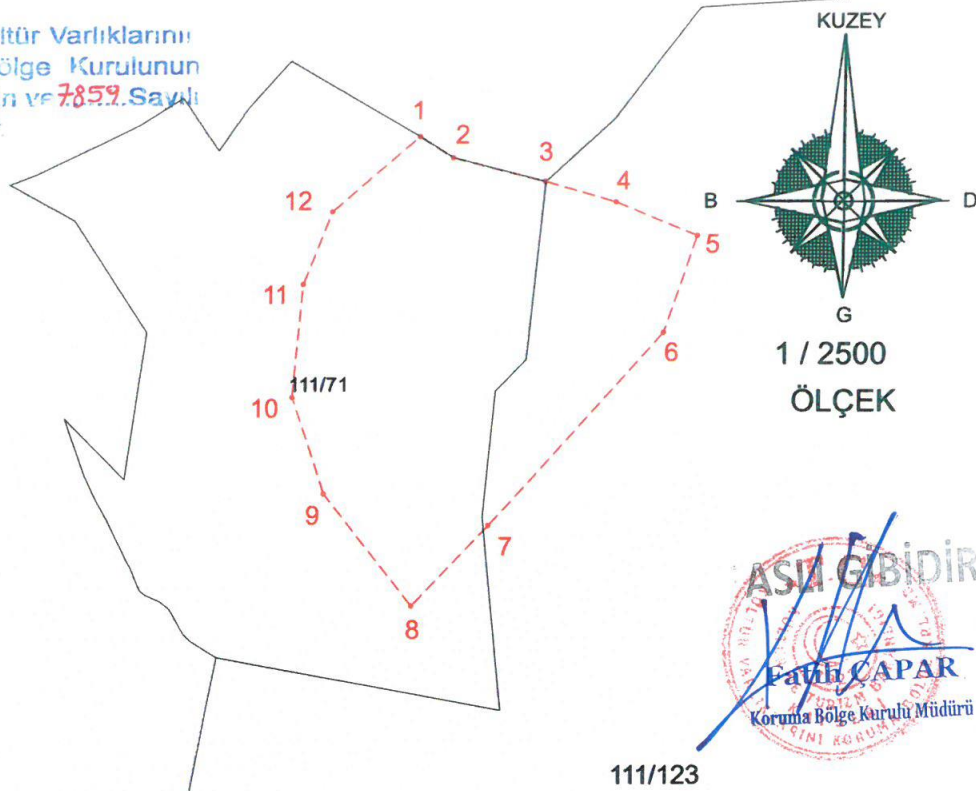 ltür Varlıklarını
ölge Kurulunun
n ve 7859 Sayılı
KUZEY
B
D
G
1 / 2500
ÖLÇEK
1
2
3
4
5
6
7
8
9
10
11
12
111/71
111/123
ASLI GİBİDİR
Fatih ÇAPAR
Koruma Bölge Kurulu Müdürü